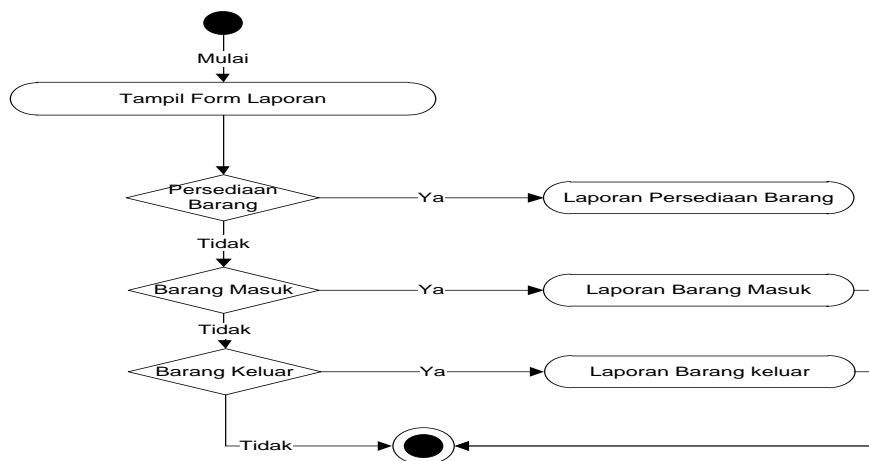 Mulai
Tampil Form Laporan
Persediaan
Barang
Ya
Laporan Persediaan Barang
Tidak
Barang Masuk
Ya
Laporan Barang Masuk
Tidak
Barang Keluar
Ya
Laporan Barang keluar
Tidak